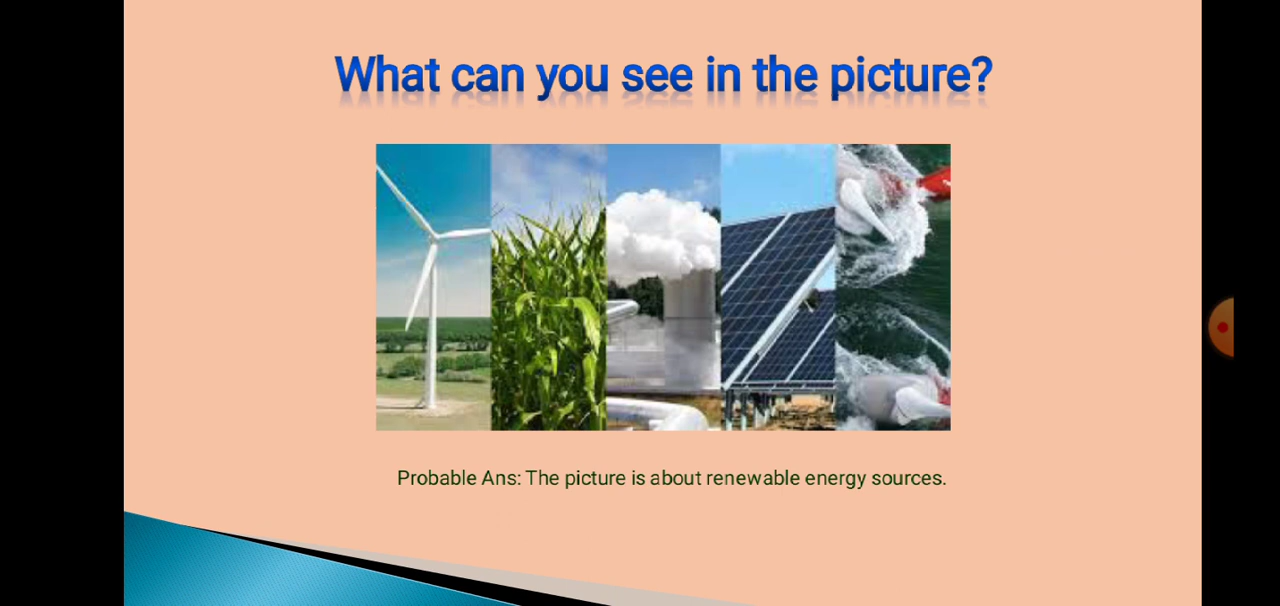 What can you see in the picture?
Probable Ans: The picture is about renewable energy sources.